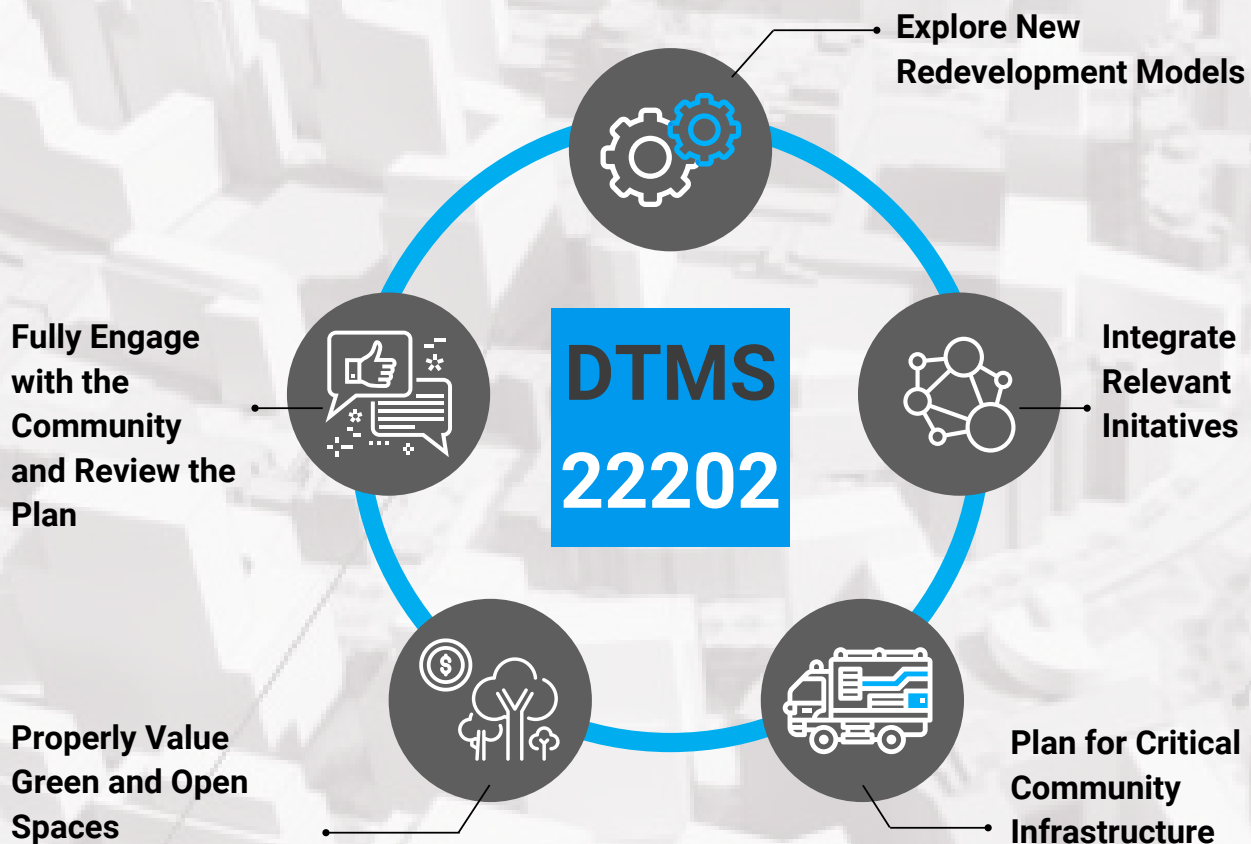 Explore New
Redevelopment Models
Integrate
Relevant
Initatives
Plan for Critical
Community
Infrastructure
Properly Value
Green and Open
Spaces
Fully Engage
with the
Community
and Review the
Plan
DTMS
22202
$